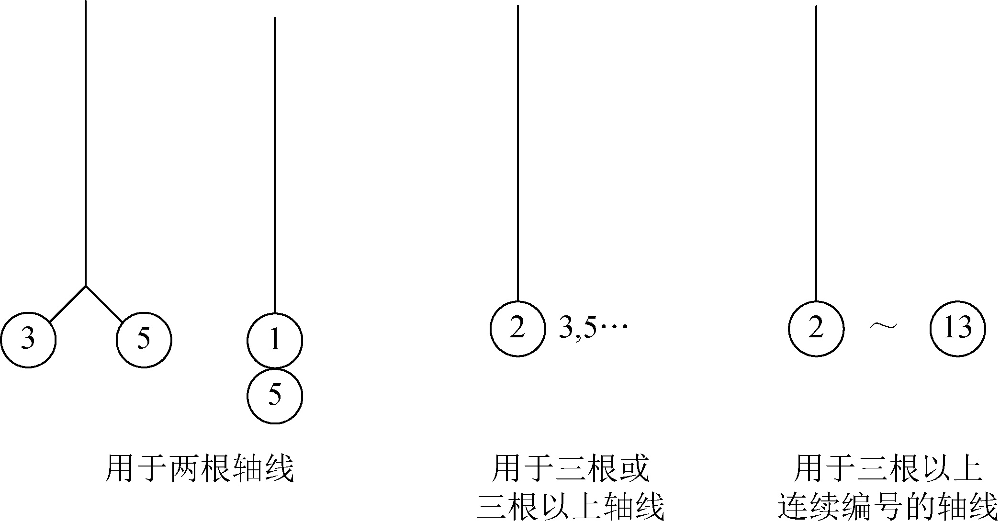 3
5
1
5
2 3,5…
2 ～ 13
用于两根轴线
用于三根或
三根以上轴线
用于三根以上
连续编号的轴线